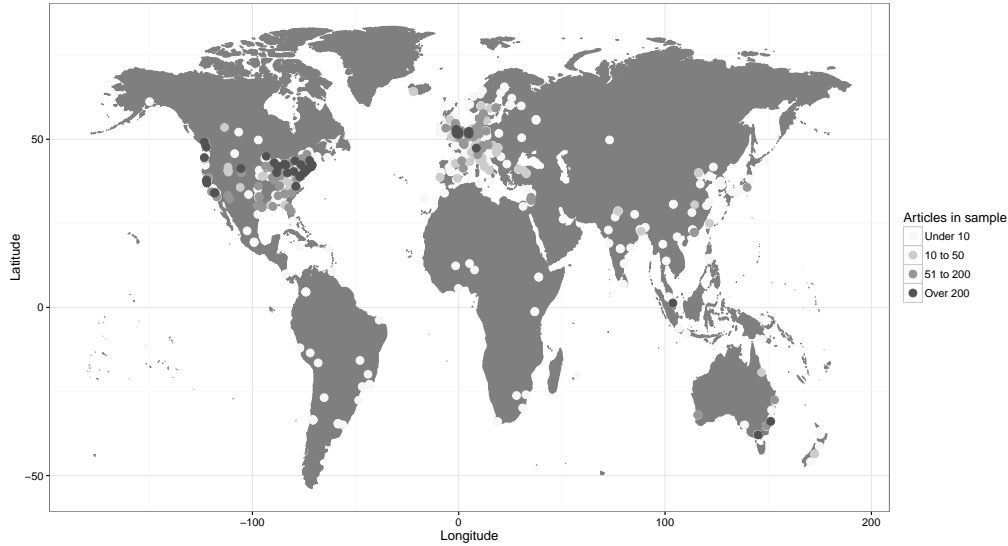 50
0
−50
Latitude
−100
0
100
200
Longitude
Articles in sample
Under 10
10 to 50
51 to 200
Over 200